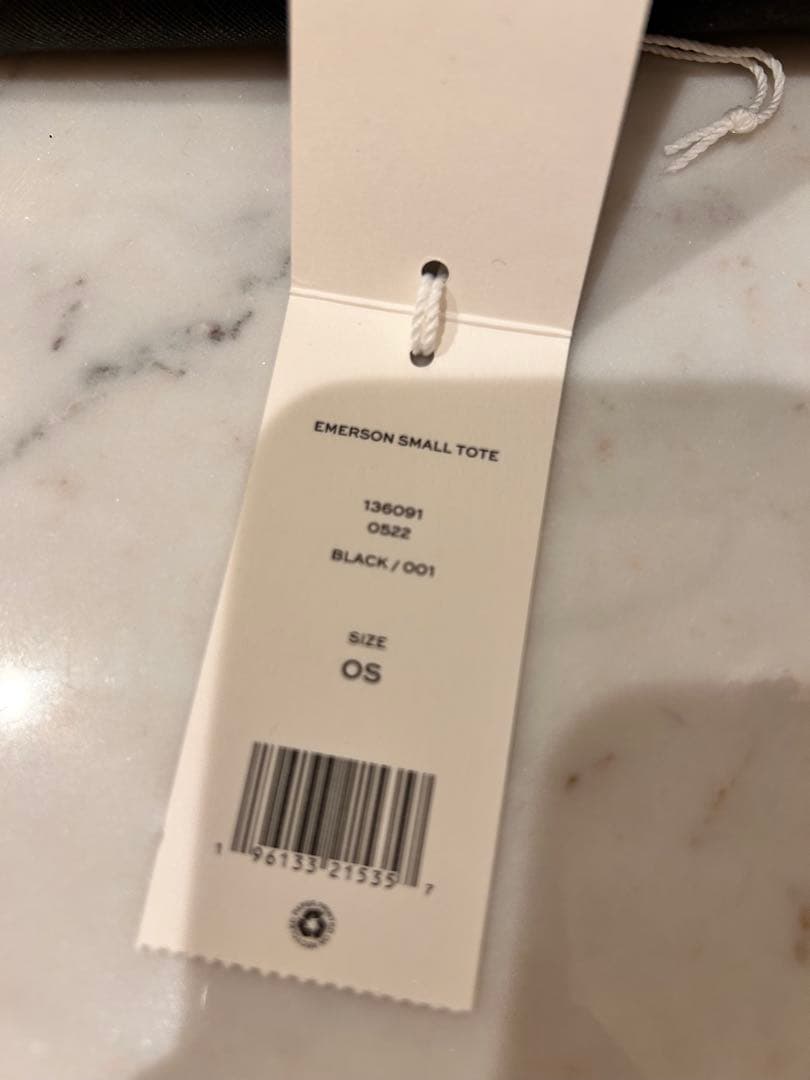 EMERSON SMALL TOTE
136091
0522
BLACK / 001
SIZE
OS
1 96133 21535 7